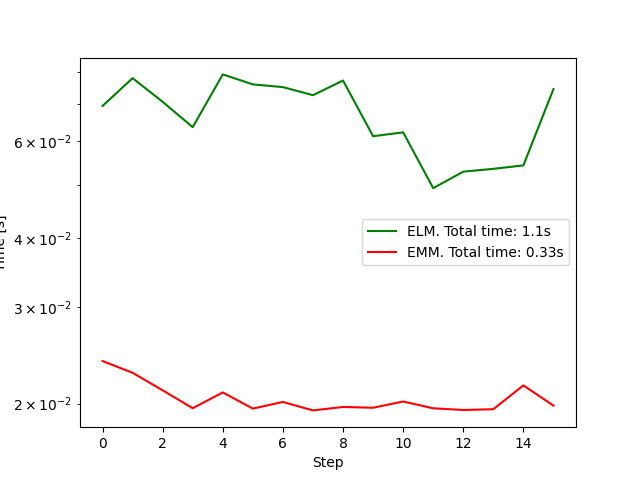 6 × 10⁻²
4 × 10⁻²
3 × 10⁻²
2 × 10⁻²
ELM. Total time: 1.1s
EMM. Total time: 0.33s
0 2 4 6 8 10 12 14
Step